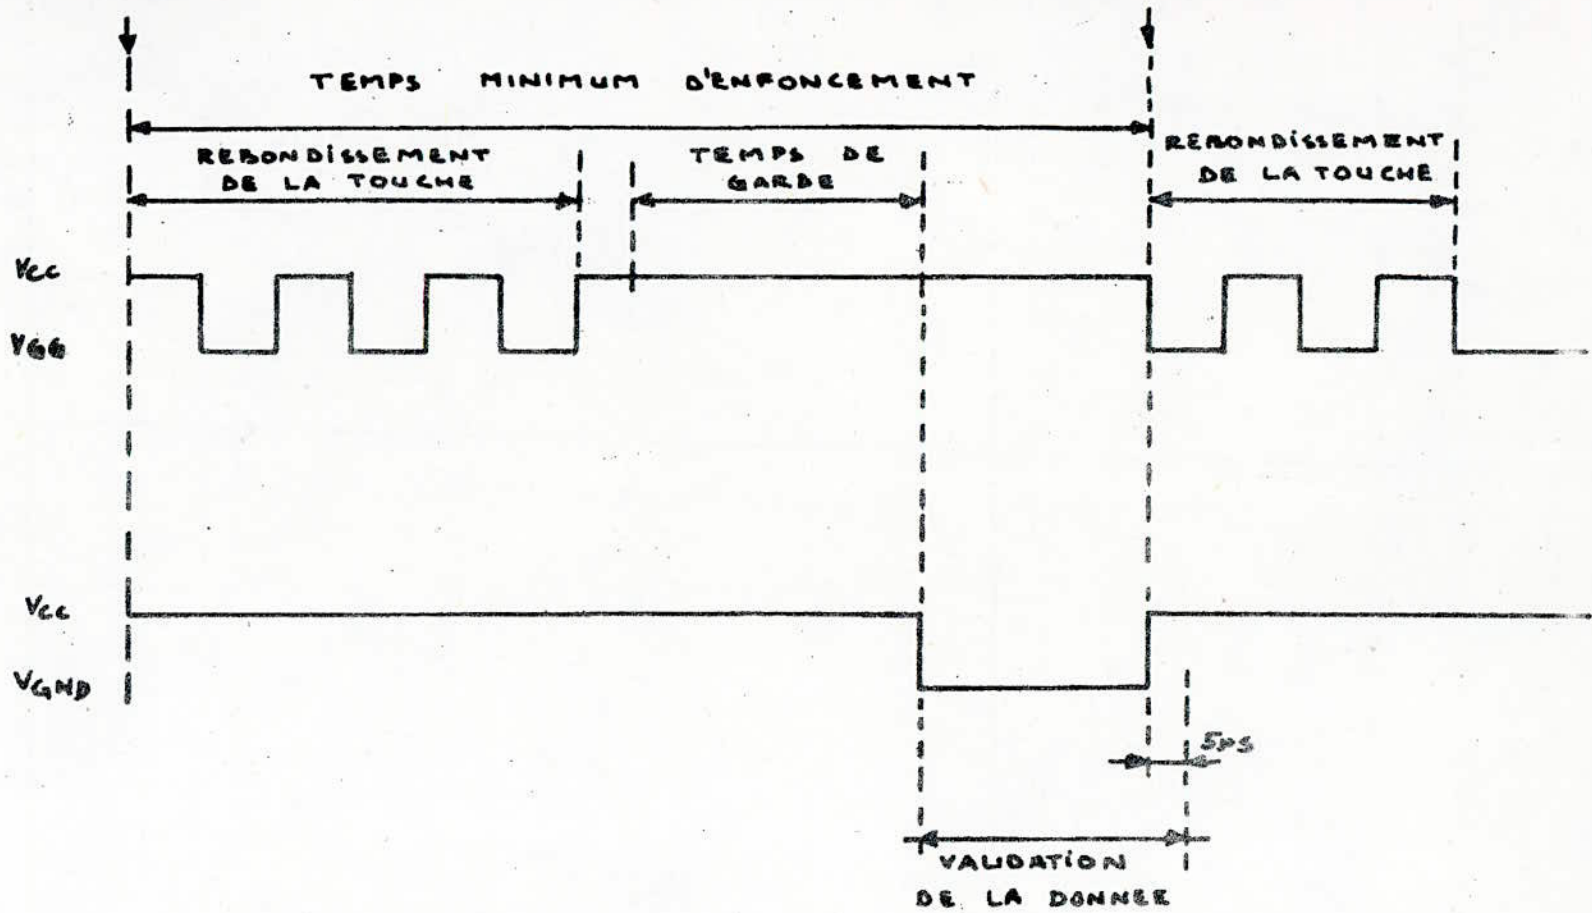 TEMPS MINIMUM D'ENFONCEMENT
REBONDiSSEMENT
DE LA TOUCHE
TEMPS DE
GARDE
REBONDiSSEMENT
DE LA TOUCHE
Vcc
VGG
Vcc
VGND
5µs
VALiDATiON
DE LA DONNEE